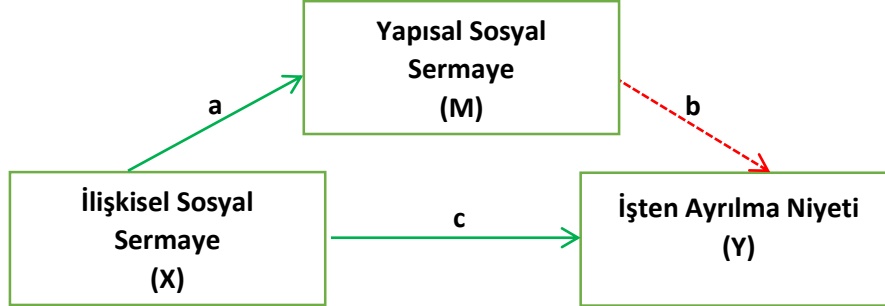 Yapısal Sosyal
Sermaye
(M)
a
b
İlişkisel Sosyal
Sermaye
(X)
c
İşten Ayrılma Niyeti
(Y)